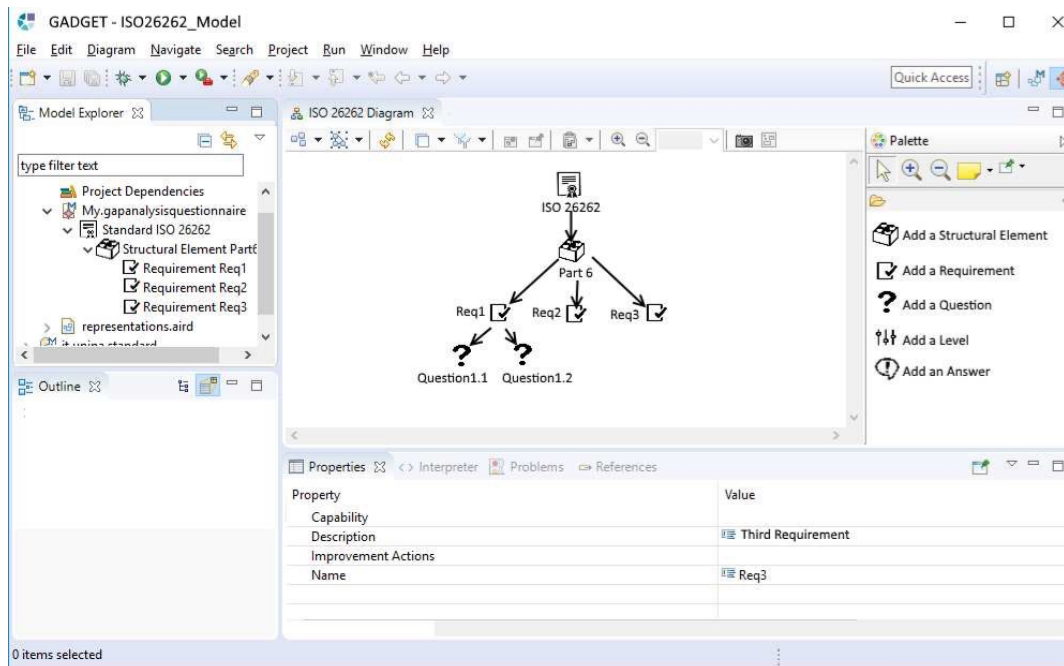 GADGET - ISO26262_Model
File Edit Diagram Navigate Search Project Run Window Help
Quick Access
Model Explorer
type filter text
Project Dependencies
My.gapanalysisquestionnaire
Standard ISO 26262
Structural Element Part6
Requirement Req1
Requirement Req2
Requirement Req3
representations.aird
Outline
ISO 26262 Diagram
ISO 26262
Part 6
Req1 Req2 Req3
Question1.1 Question1.2
Palette
Add a Structural Element
Add a Requirement
Add a Question
Add a Level
Add an Answer
Properties Interpreter Problems References
Property Value
Capability
Description Third Requirement
Improvement Actions
Name Req3
0 items selected